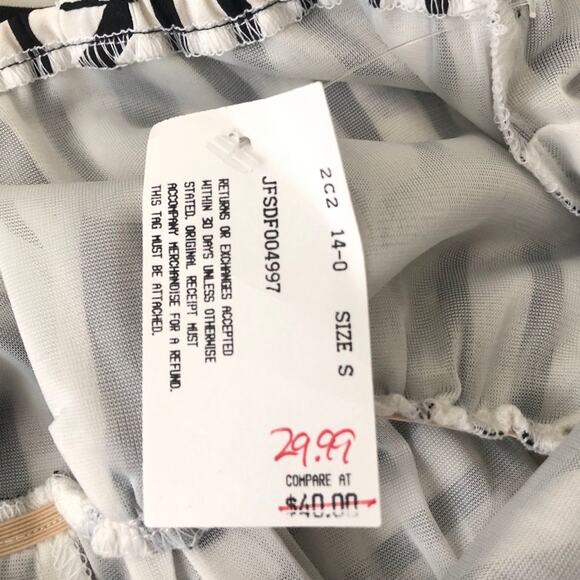 2C2 14-0 SIZE S
JFSDF004997
RETURNS OR EXCHANGES ACCEPTED
WITHIN 30 DAYS UNLESS OTHERWISE
STATED. ORIGINAL RECEIPT MUST
ACCOMPANY MERCHANDISE FOR A REFUND.
THIS TAG MUST BE ATTACHED.
29.99
COMPARE AT
$40.00